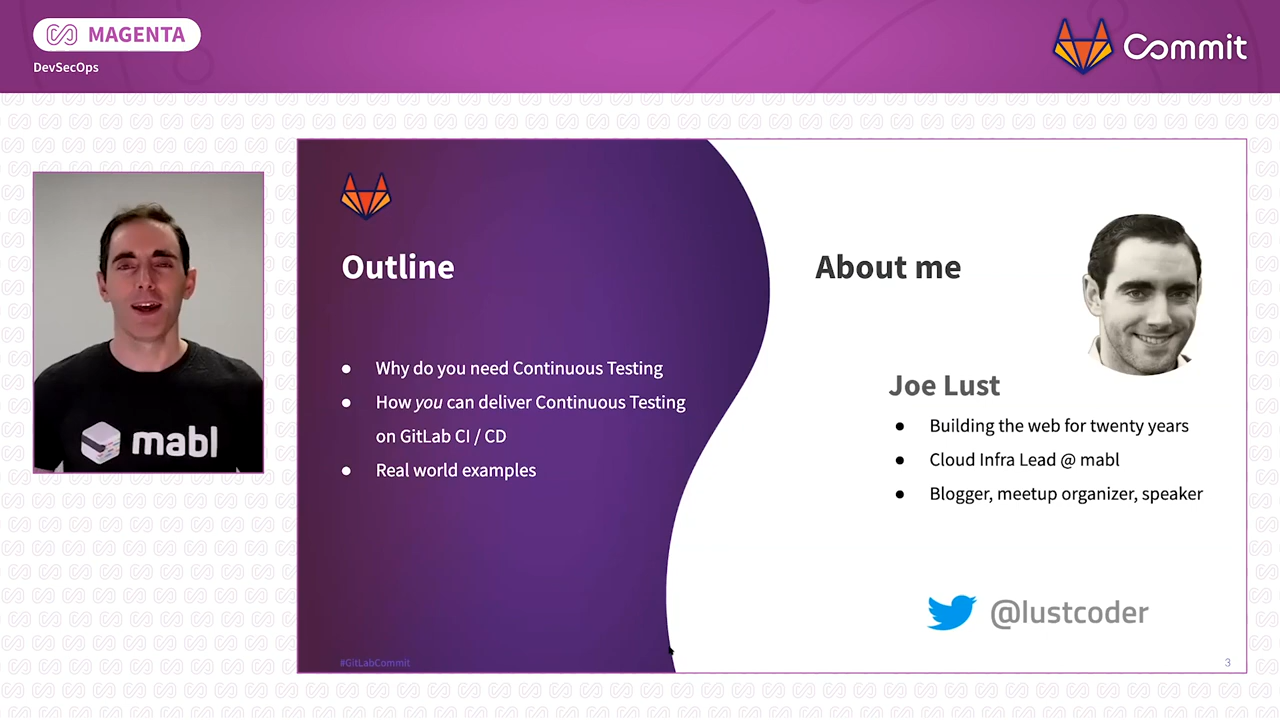 MAGENTA
DevSecOps
Commit
mabl
Outline
● Why do you need Continuous Testing
● How you can deliver Continuous Testing
on GitLab CI / CD
● Real world examples
#GitLabCommit
About me
Joe Lust
● Building the web for twenty years
● Cloud Infra Lead @ mabl
● Blogger, meetup organizer, speaker
@lustcoder
3